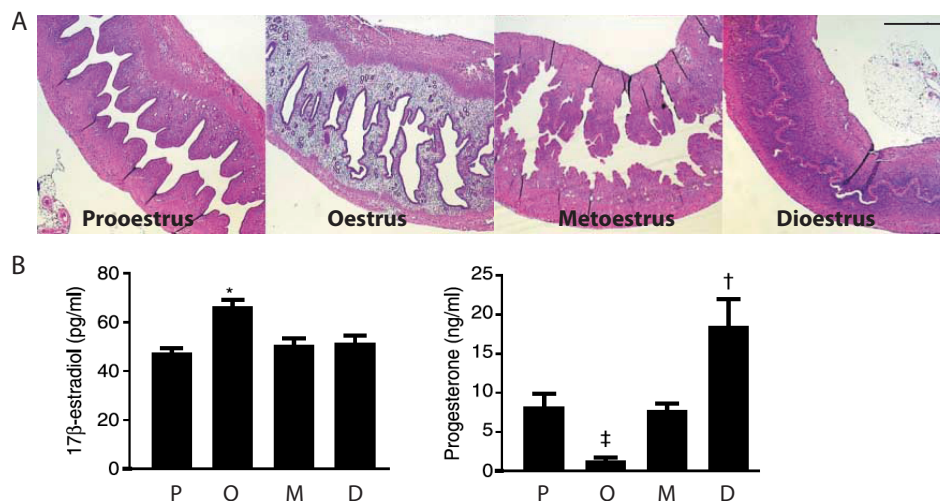 A
Prooestrus Oestrus Metoestrus Dioestrus
B
17β-estradiol (pg/ml)
80
60
40
20
0
*
P O M D
Progesterone (ng/ml)
25
20
15
10
5
0
‡
†
P O M D